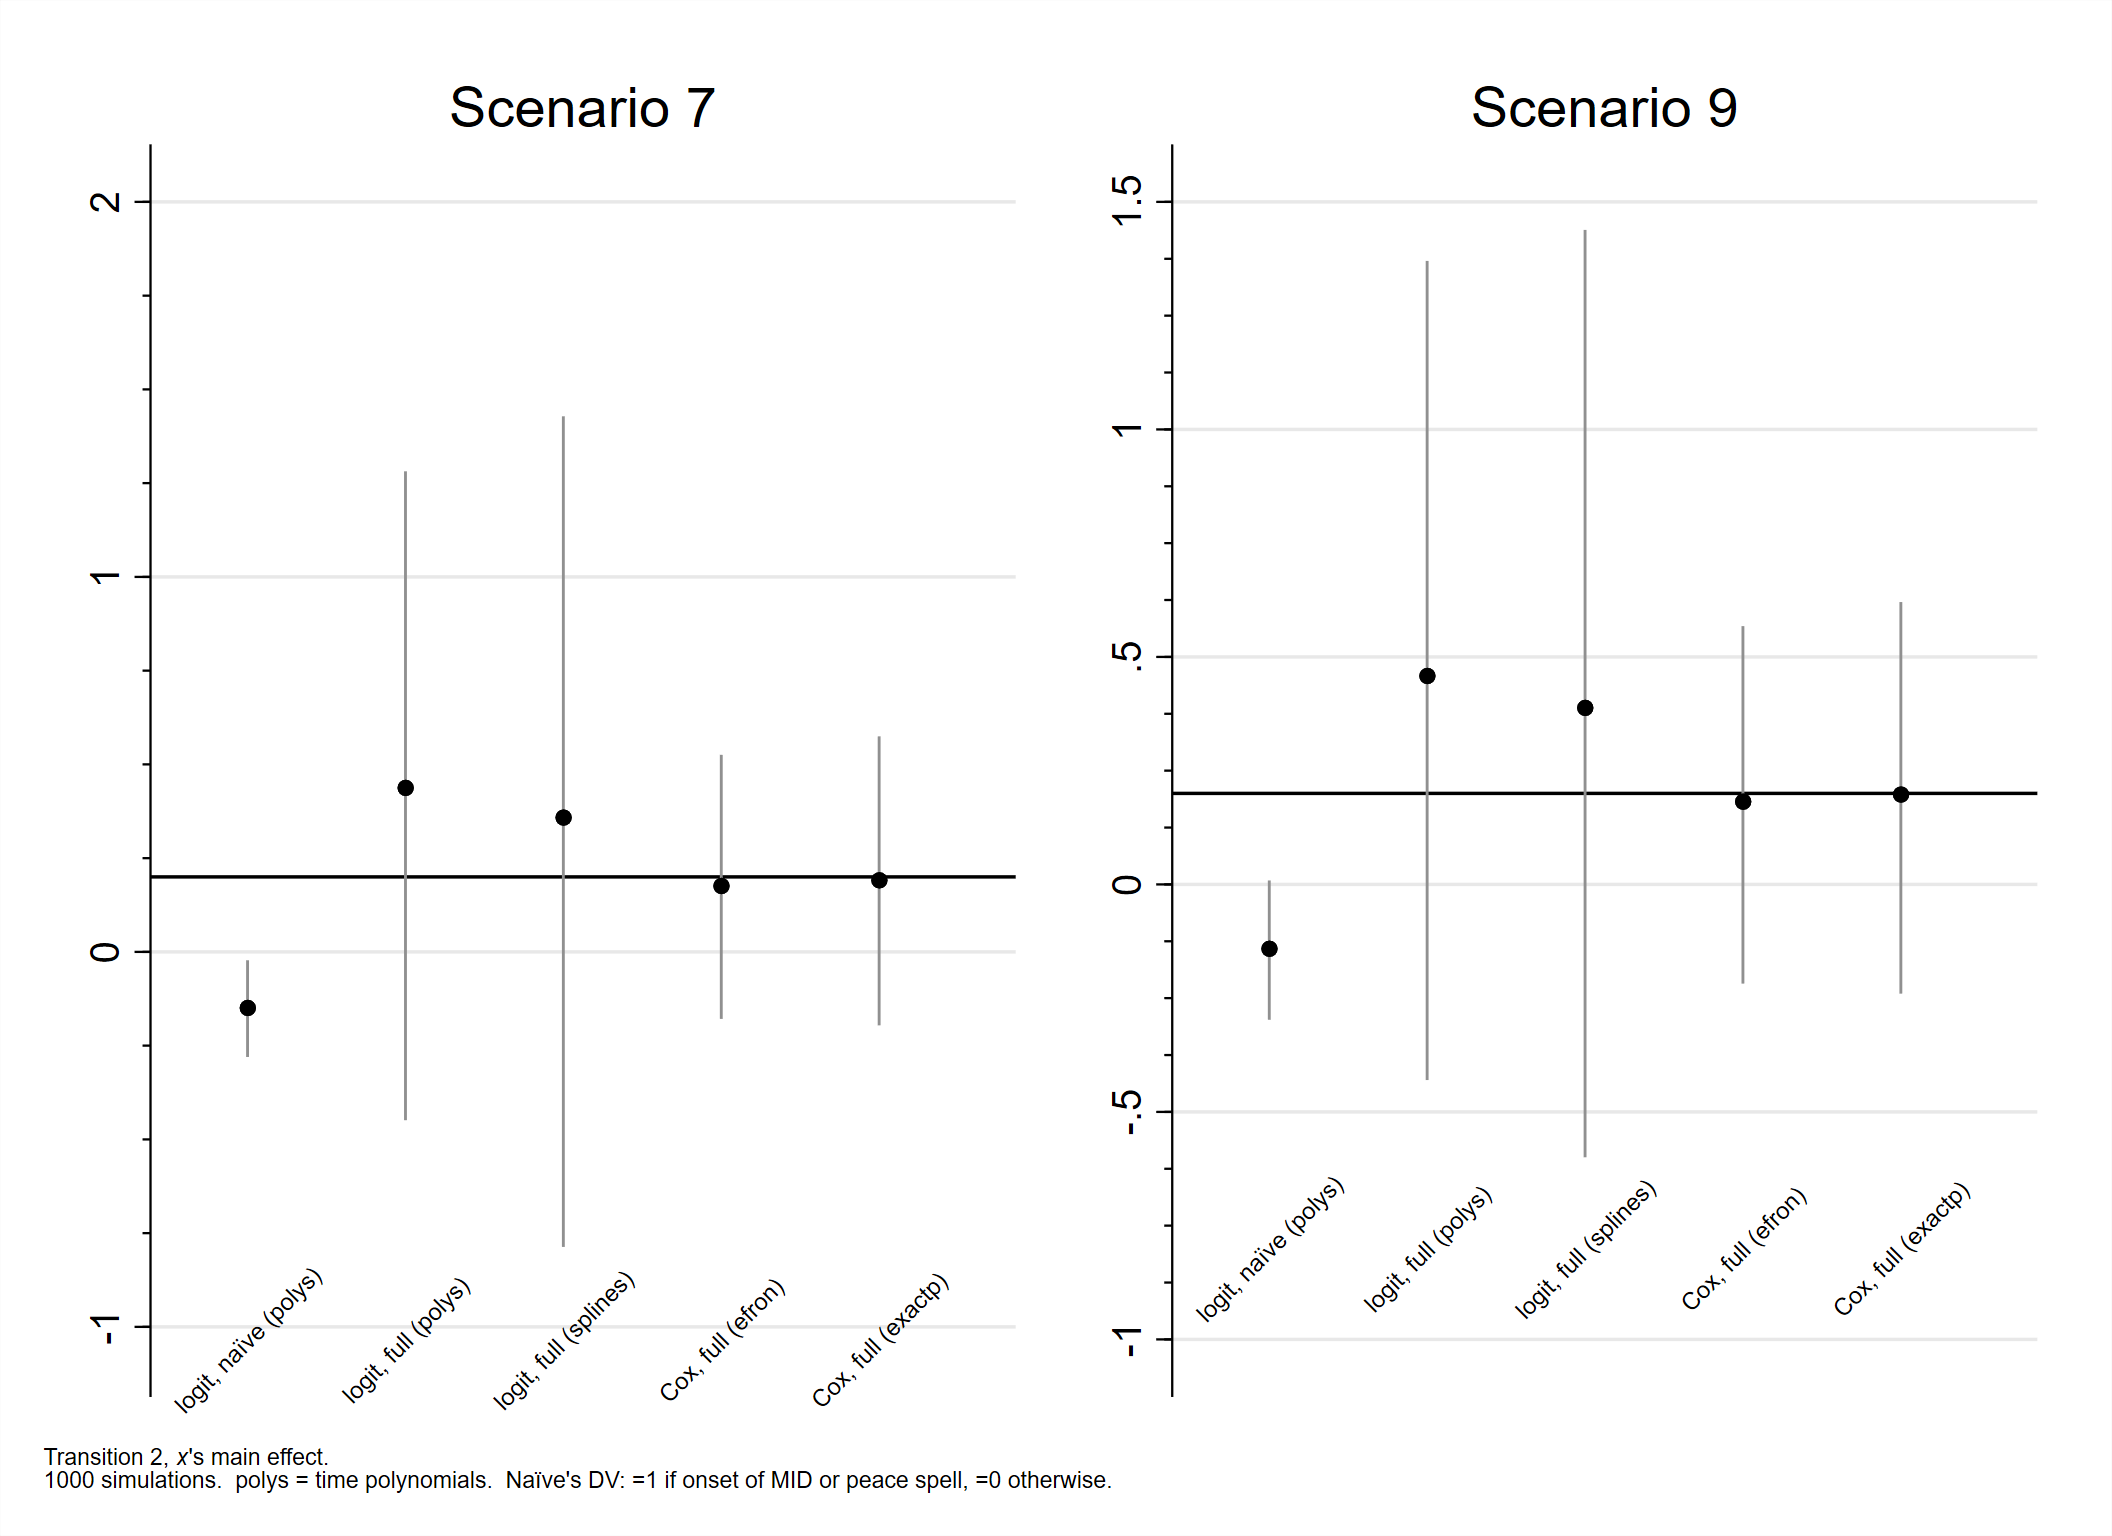 Scenario 7
2
1
0
-1
logit, naïve (polys)
logit, full (polys)
logit, full (splines)
Cox, full (efron)
Cox, full (exactp)
Scenario 9
1.5
1
.5
0
-.5
-1
logit, naïve (polys)
logit, full (polys)
logit, full (splines)
Cox, full (efron)
Cox, full (exactp)
Transition 2, x's main effect.
1000 simulations.  polys = time polynomials.  Naïve's DV: =1 if onset of MID or peace spell, =0 otherwise.